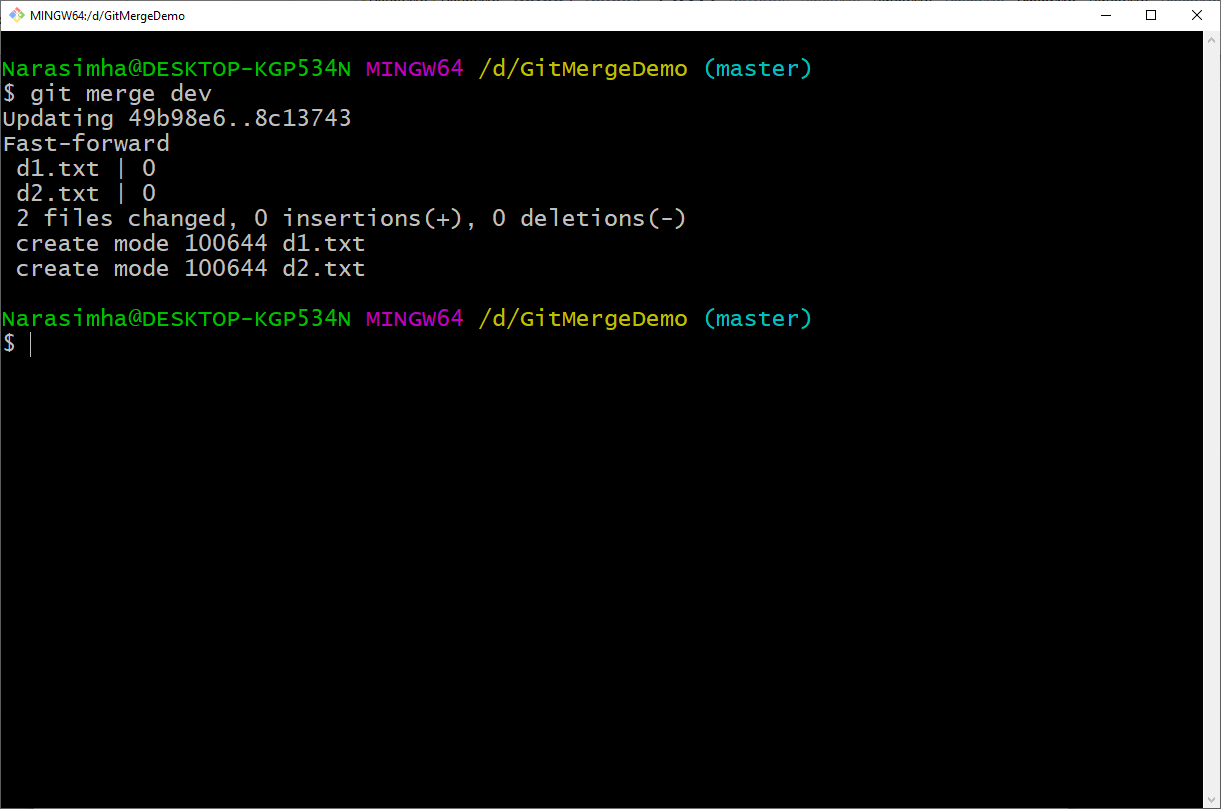 MINGW64:/d/GitMergeDemo
Narasimha@DESKTOP-KGP534N MINGW64 /d/GitMergeDemo (master)
$ git merge dev
Updating 49b98e6..8c13743
Fast-forward
 d1.txt | 0
 d2.txt | 0
 2 files changed, 0 insertions(+), 0 deletions(-)
 create mode 100644 d1.txt
 create mode 100644 d2.txt
Narasimha@DESKTOP-KGP534N MINGW64 /d/GitMergeDemo (master)
$